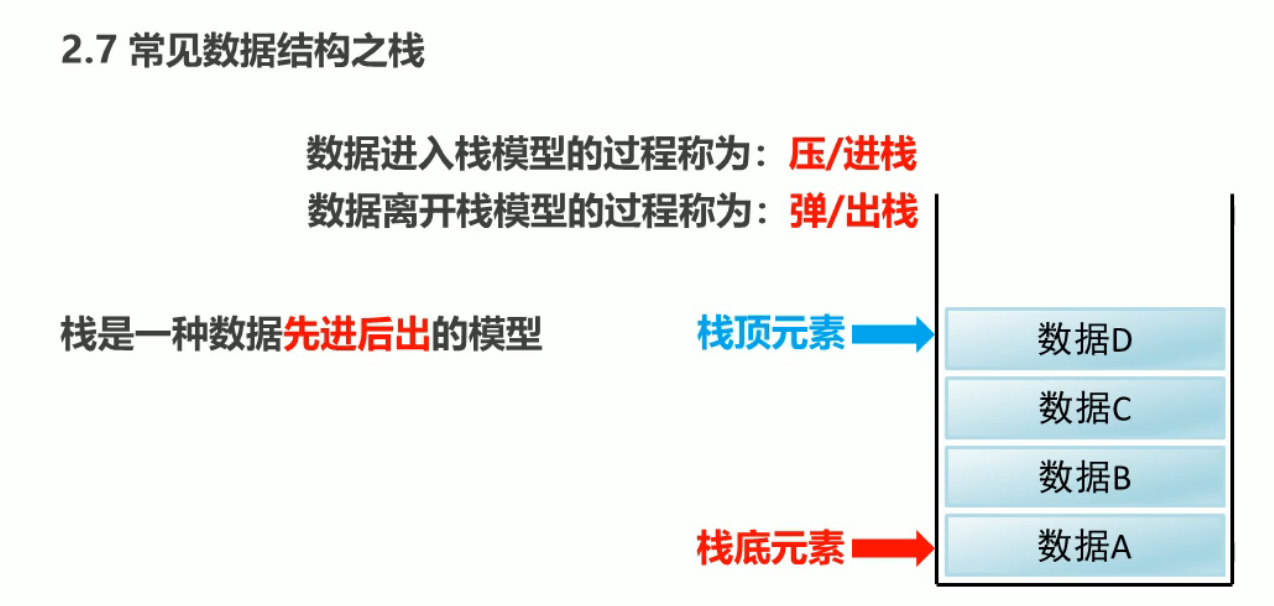 2.7 常见数据结构之栈
数据进入栈模型的过程称为：压/进栈
数据离开栈模型的过程称为：弹/出栈
栈是一种数据先进后出的模型
栈顶元素
数据D
数据C
数据B
栈底元素
数据A